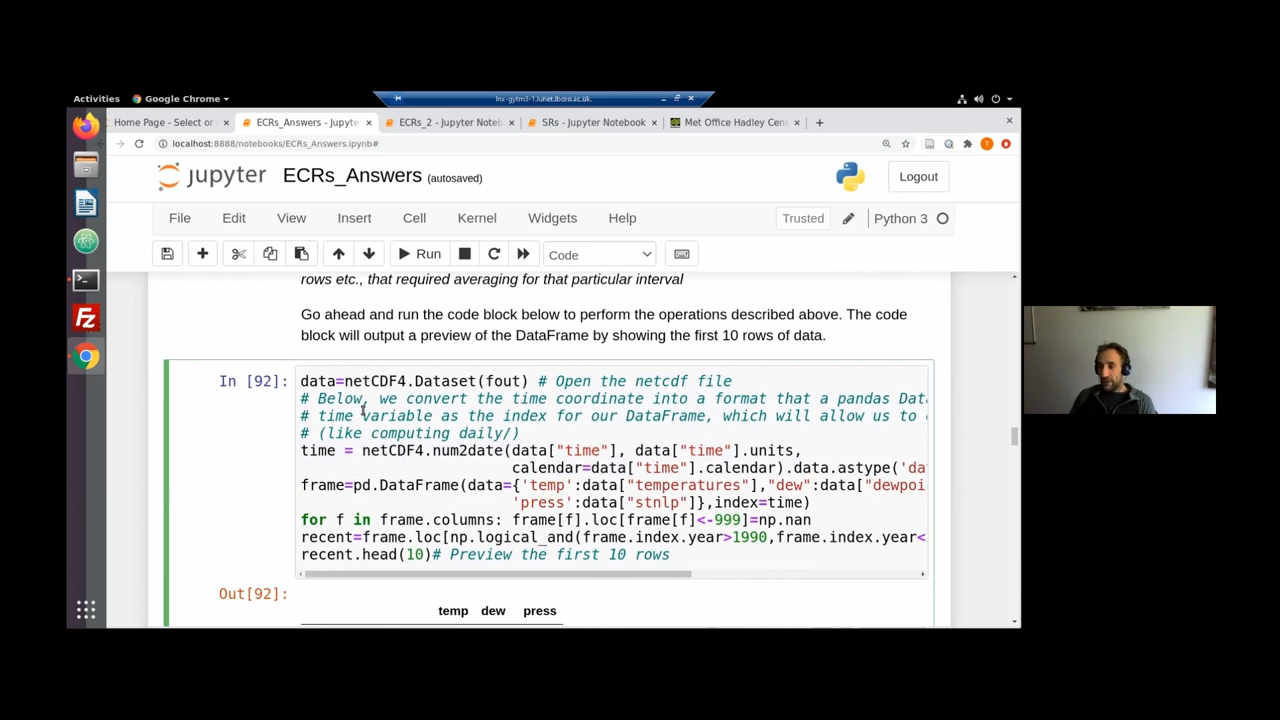 Activities Google Chrome
lnx-gytm3-1.lunet.lboro.ac.uk
Home Page - Select or
ECRs_Answers - Jupyte
ECRs_2 - Jupyter Noteb
SRs - Jupyter Notebook
Met Office Hadley Cent
localhost:8888/notebooks/ECRs_Answers.ipynb#
jupyter ECRs_Answers (autosaved)
Logout
File Edit View Insert Cell Kernel Widgets Help
Trusted Python 3
Run Code
rows etc., that required averaging for that particular interval
Go ahead and run the code block below to perform the operations described above. The code
block will output a preview of the DataFrame by showing the first 10 rows of data.
In [92]:
data=netCDF4.Dataset(fout) # Open the netcdf file
# Below, we convert the time coordinate into a format that a pandas Dat
# time variable as the index for our DataFrame, which will allow us to
# (like computing daily/)
time = netCDF4.num2date(data["time"], data["time"].units,
calendar=data["time"].calendar).data.astype('da
frame=pd.DataFrame(data={'temp':data["temperatures"],"dew":data["dewpoi
'press':data["stnlp"]},index=time)
for f in frame.columns: frame[f].loc[frame[f]<-999]=np.nan
recent=frame.loc[np.logical_and(frame.index.year>1990,frame.index.year<
recent.head(10)# Preview the first 10 rows
Out[92]:
temp dew press